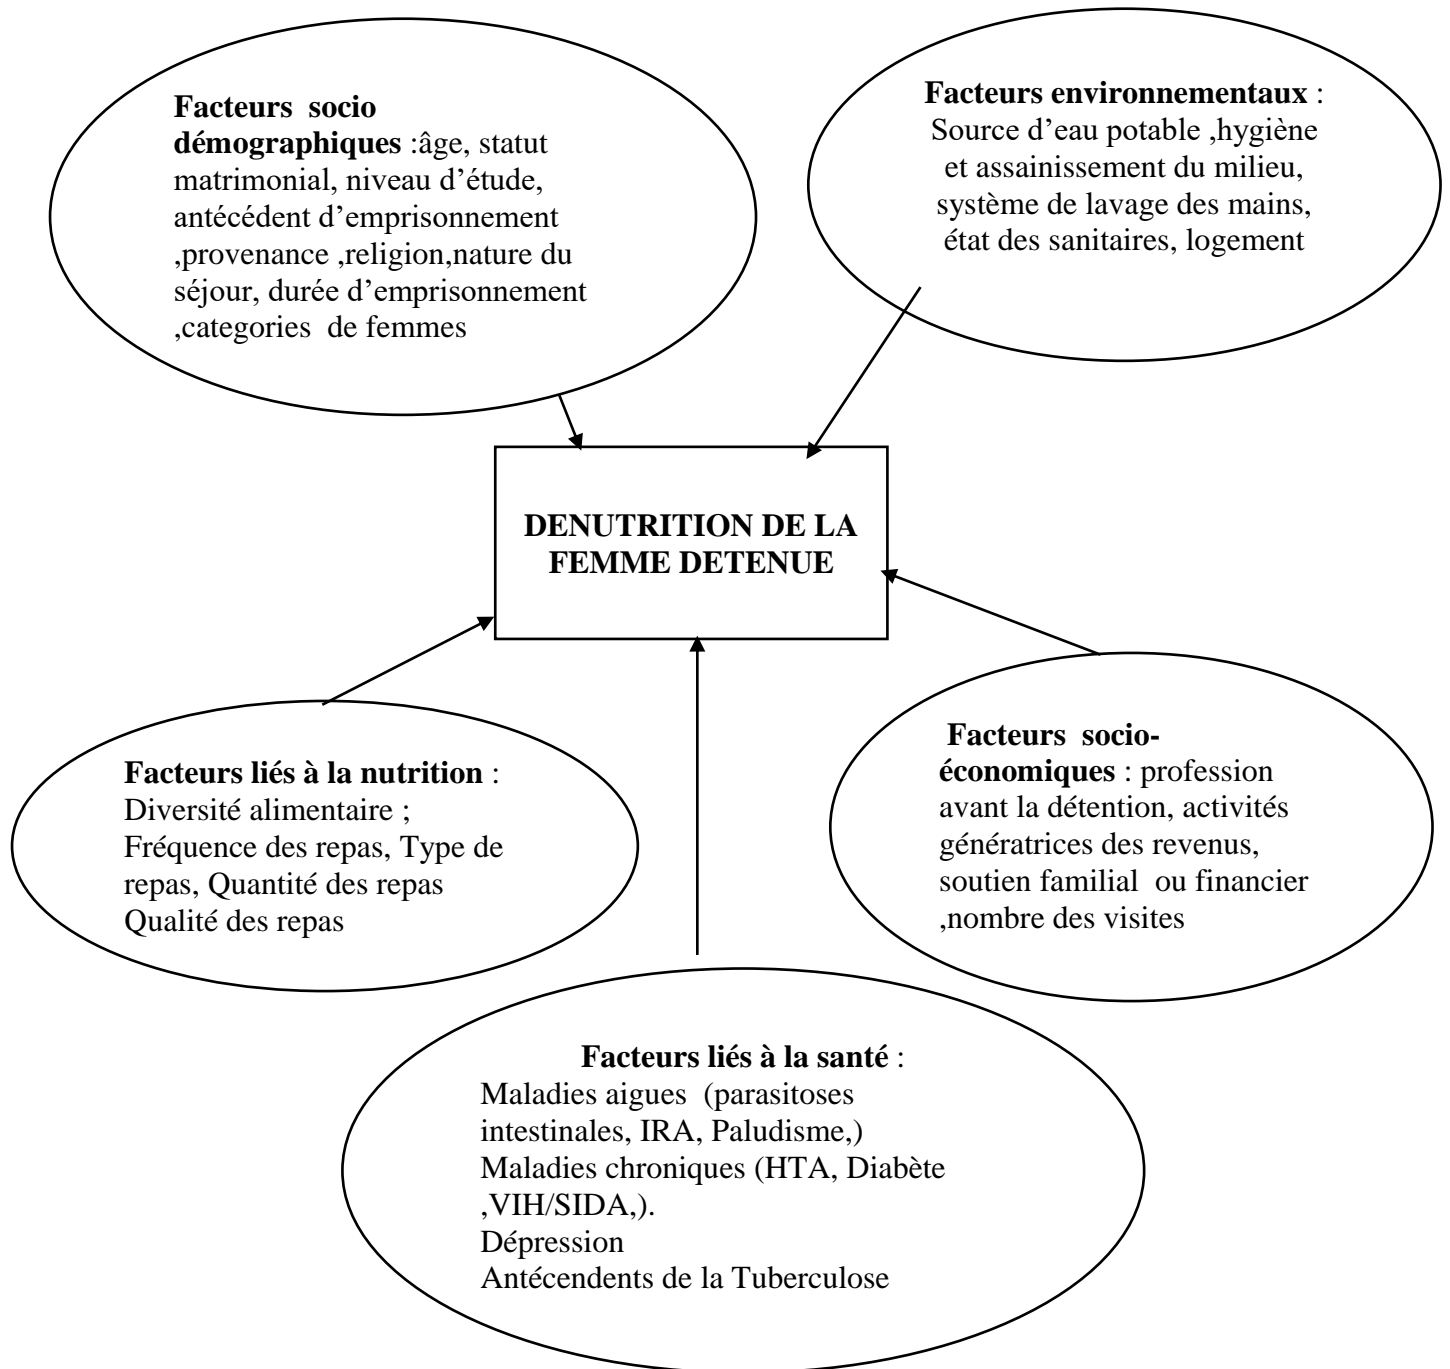 Facteurs socio
démographiques :âge, statut
matrimonial, niveau d’étude,
antécédent d’emprisonnement
,provenance ,religion,nature du
séjour, durée d’emprisonnement
,categories de femmes
Facteurs environnementaux :
Source d’eau potable ,hygiène
et assainissement du milieu,
système de lavage des mains,
état des sanitaires, logement
DENUTRITION DE LA
FEMME DETENUE
Facteurs liés à la nutrition :
Diversité alimentaire ;
Fréquence des repas, Type de
repas, Quantité des repas
Qualité des repas
Facteurs socio-
économiques : profession
avant la détention, activités
génératrices des revenus,
soutien familial ou financier
,nombre des visites
Facteurs liés à la santé :
Maladies aigues (parasitoses
intestinales, IRA, Paludisme,)
Maladies chroniques (HTA, Diabète
,VIH/SIDA,).
Dépression
Antécendents de la Tuberculose